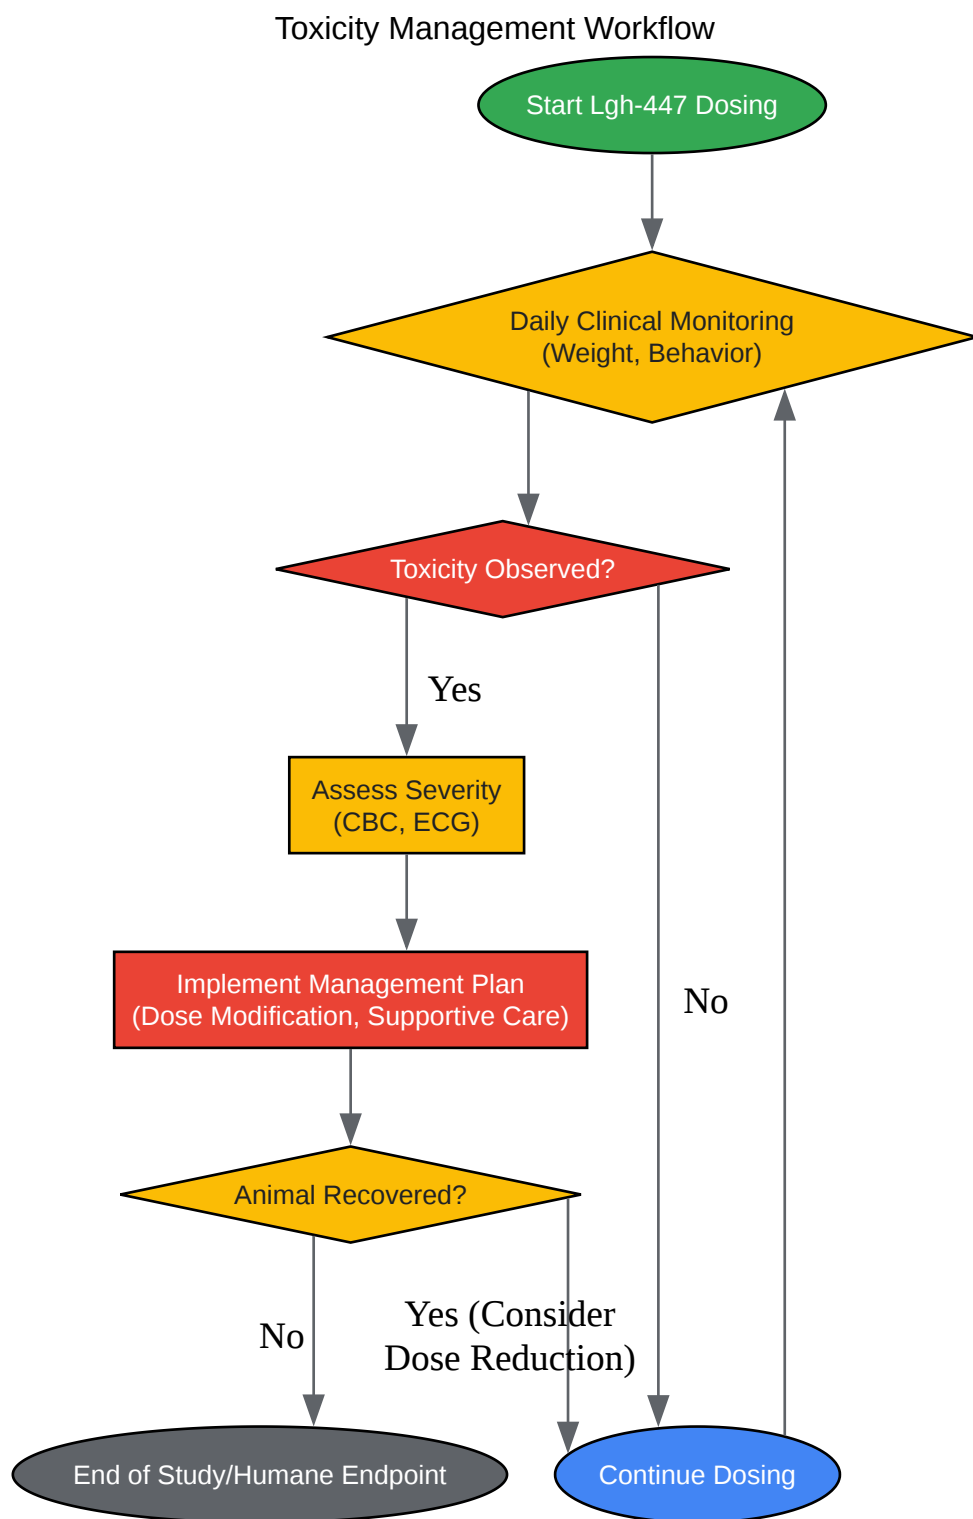 Toxicity Management Workflow
Start Lgh-447 Dosing
Daily Clinical Monitoring
(Weight, Behavior)
Toxicity Observed?
Yes
Assess Severity
(CBC, ECG)
Implement Management Plan
(Dose Modification, Supportive Care)
No
Animal Recovered?
No
Yes (Consider
Dose Reduction)
End of Study/Humane Endpoint
Continue Dosing